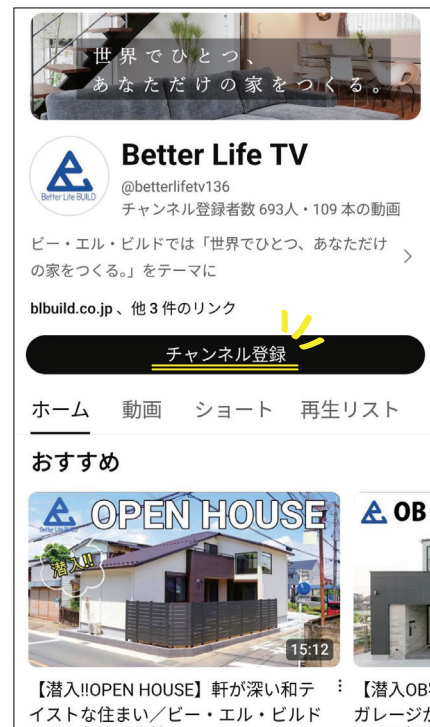 世界でひとつ、
あなただけの家をつくる。
Better Life BUILD
Better Life TV
@betterlifetv136
チャンネル登録者数 693人・109 本の動画
ビー・エル・ビルドでは「世界でひとつ、あなただけ
の家をつくる。」をテーマに
blbuild.co.jp 、他 3 件のリンク
チャンネル登録
ホーム 動画 ショート 再生リスト
おすすめ
OPEN HOUSE
潜入!!
15:12
OB
【潜入!!OPEN HOUSE】軒が深い和テ
イストな住まい／ビー・エル・ビルド
【潜入OB
ガレージ